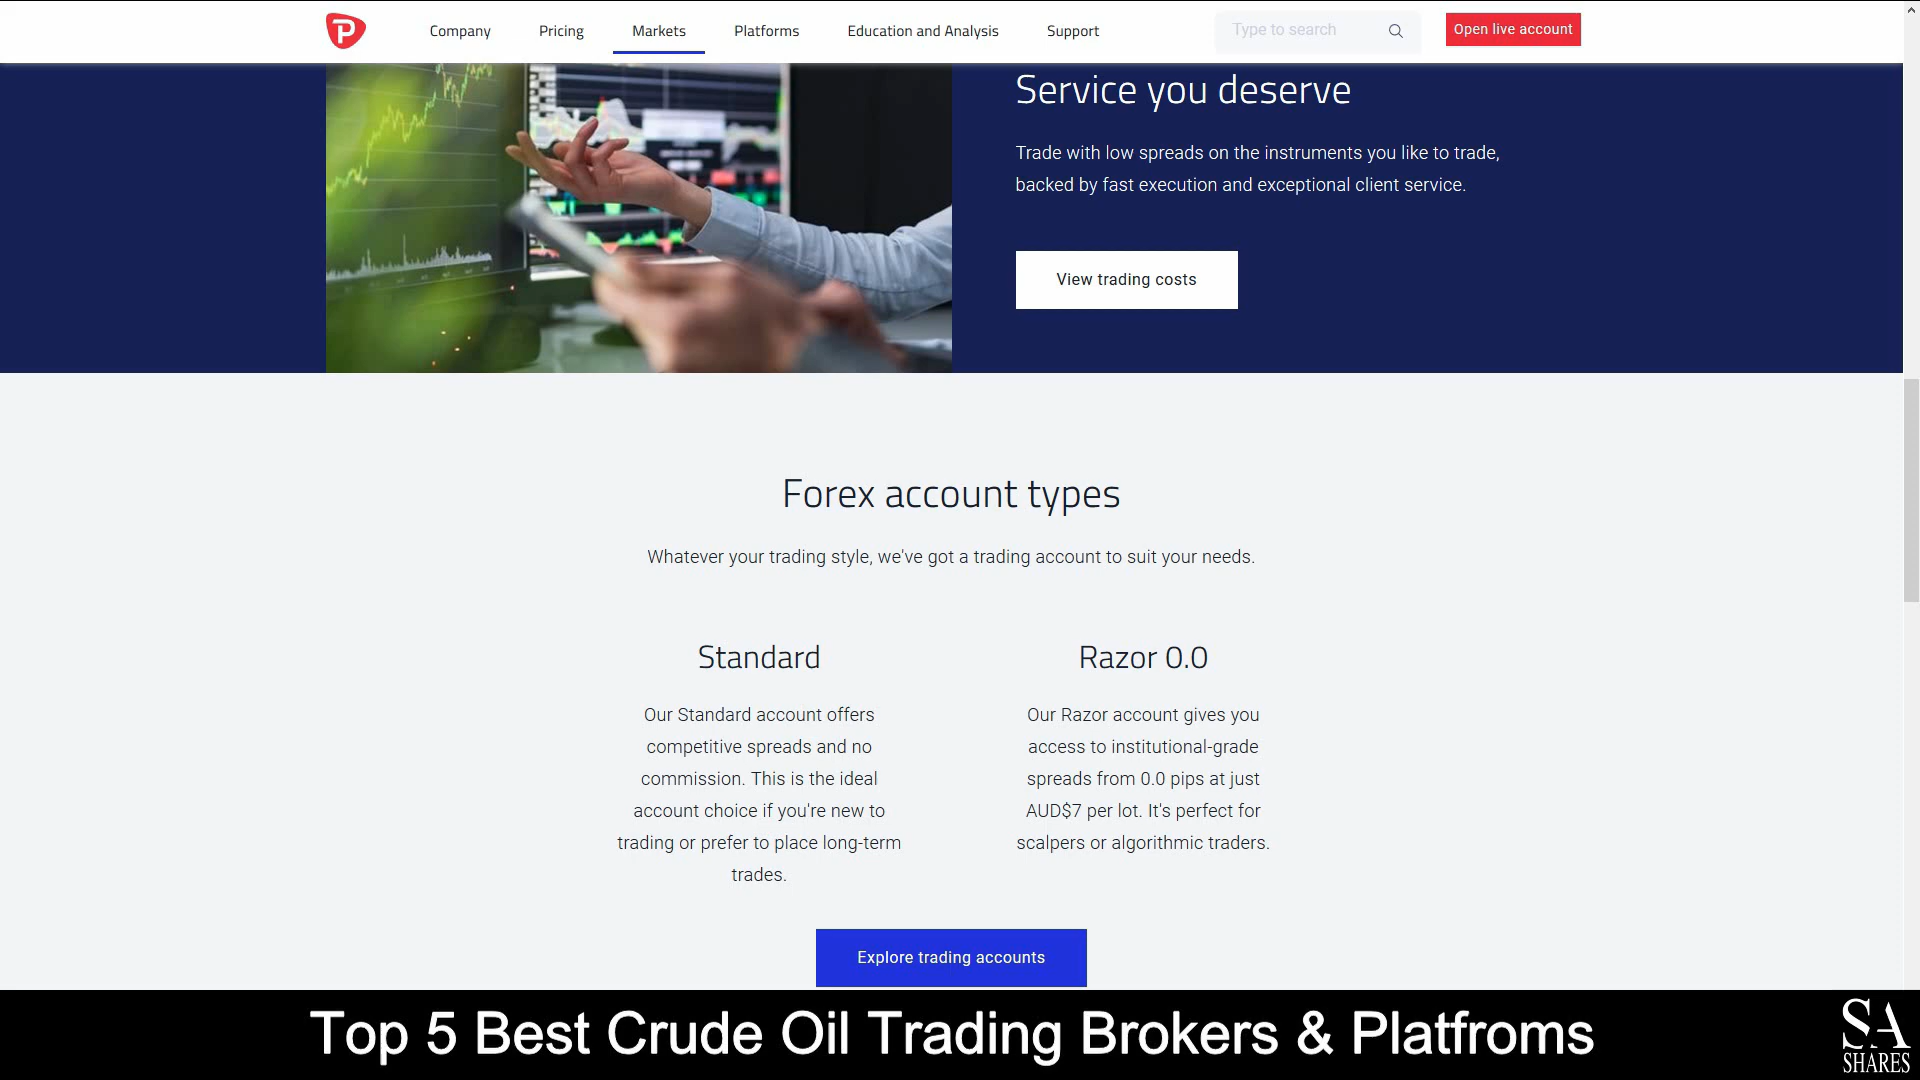 P
Company Pricing Markets Platforms Education and Analysis Support Type to search Open live account
Service you deserve
Trade with low spreads on the instruments you like to trade,
backed by fast execution and exceptional client service.
View trading costs
Forex account types
Whatever your trading style, we've got a trading account to suit your needs.
Standard
Our Standard account offers
competitive spreads and no
commission. This is the ideal
account choice if you're new to
trading or prefer to place long-term
trades.
Razor 0.0
Our Razor account gives you
access to institutional-grade
spreads from 0.0 pips at just
AUD$7 per lot. It's perfect for
scalpers or algorithmic traders.
Explore trading accounts
Top 5 Best Crude Oil Trading Brokers & Platfroms
SA
SHARES